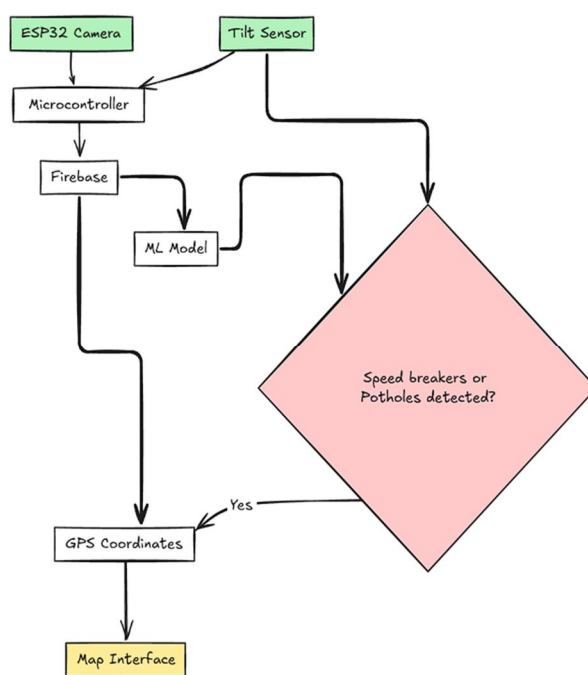 ESP32 Camera
Tilt Sensor
Microcontroller
Firebase
ML Model
Speed breakers or
Potholes detected?
Yes
GPS Coordinates
Map Interface